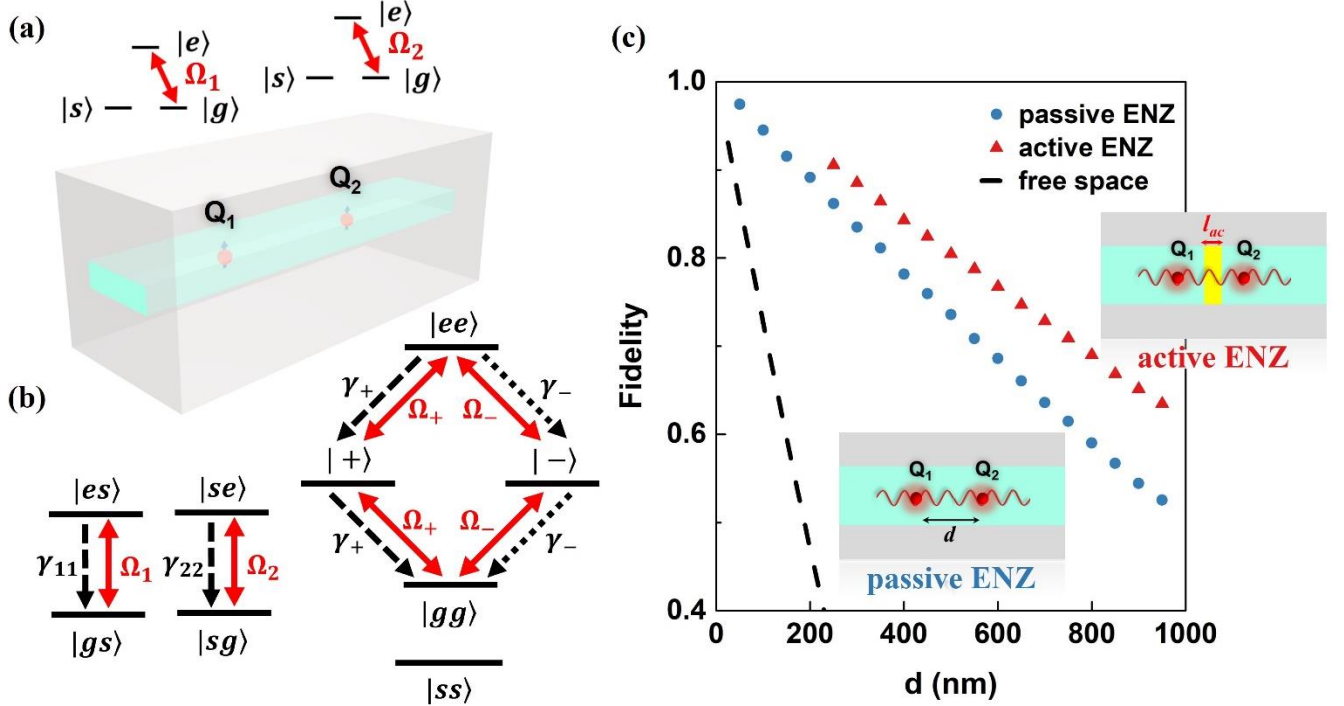 (a)
|e⟩
Ω₁
|s⟩
|g⟩
|e⟩
Ω₂
|s⟩
|g⟩
Q₁
Q₂
(b)
|es⟩
γ₁₁
Ω₁
|gs⟩
|se⟩
γ₂₂
Ω₂
|sg⟩
|ee⟩
γ₊
Ω₊
Ω₋
γ₋
|+⟩
|−⟩
γ₊
Ω₊
Ω₋
γ₋
|gg⟩
|ss⟩
(c)
Fidelity
1.0
0.8
0.6
0.4
0
200
400
600
800
1000
d (nm)
passive ENZ
active ENZ
free space
l_ac
Q₁
Q₂
active ENZ
Q₁
Q₂
d
passive ENZ